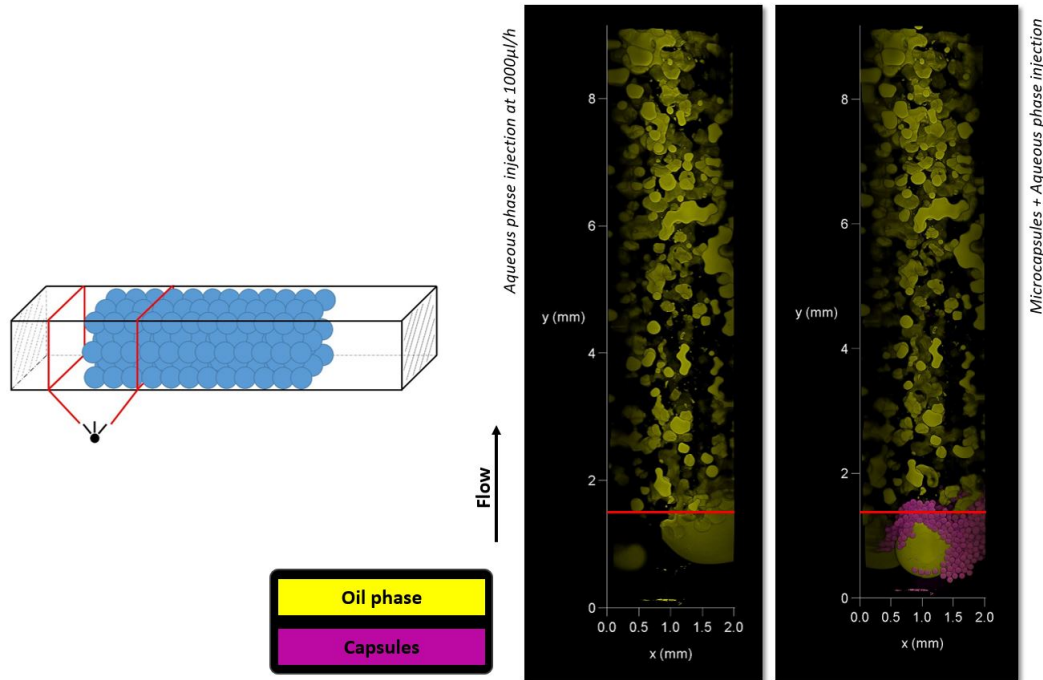 Aqueous phase injection at 1000µl/h
8
6
y (mm)
4
2
0
0.0 0.5 1.0 1.5 2.0
x (mm)
Microcapsules + Aqueous phase injection
8
6
y (mm)
4
2
0
0.0 0.5 1.0 1.5 2.0
x (mm)
Flow
Oil phase
Capsules